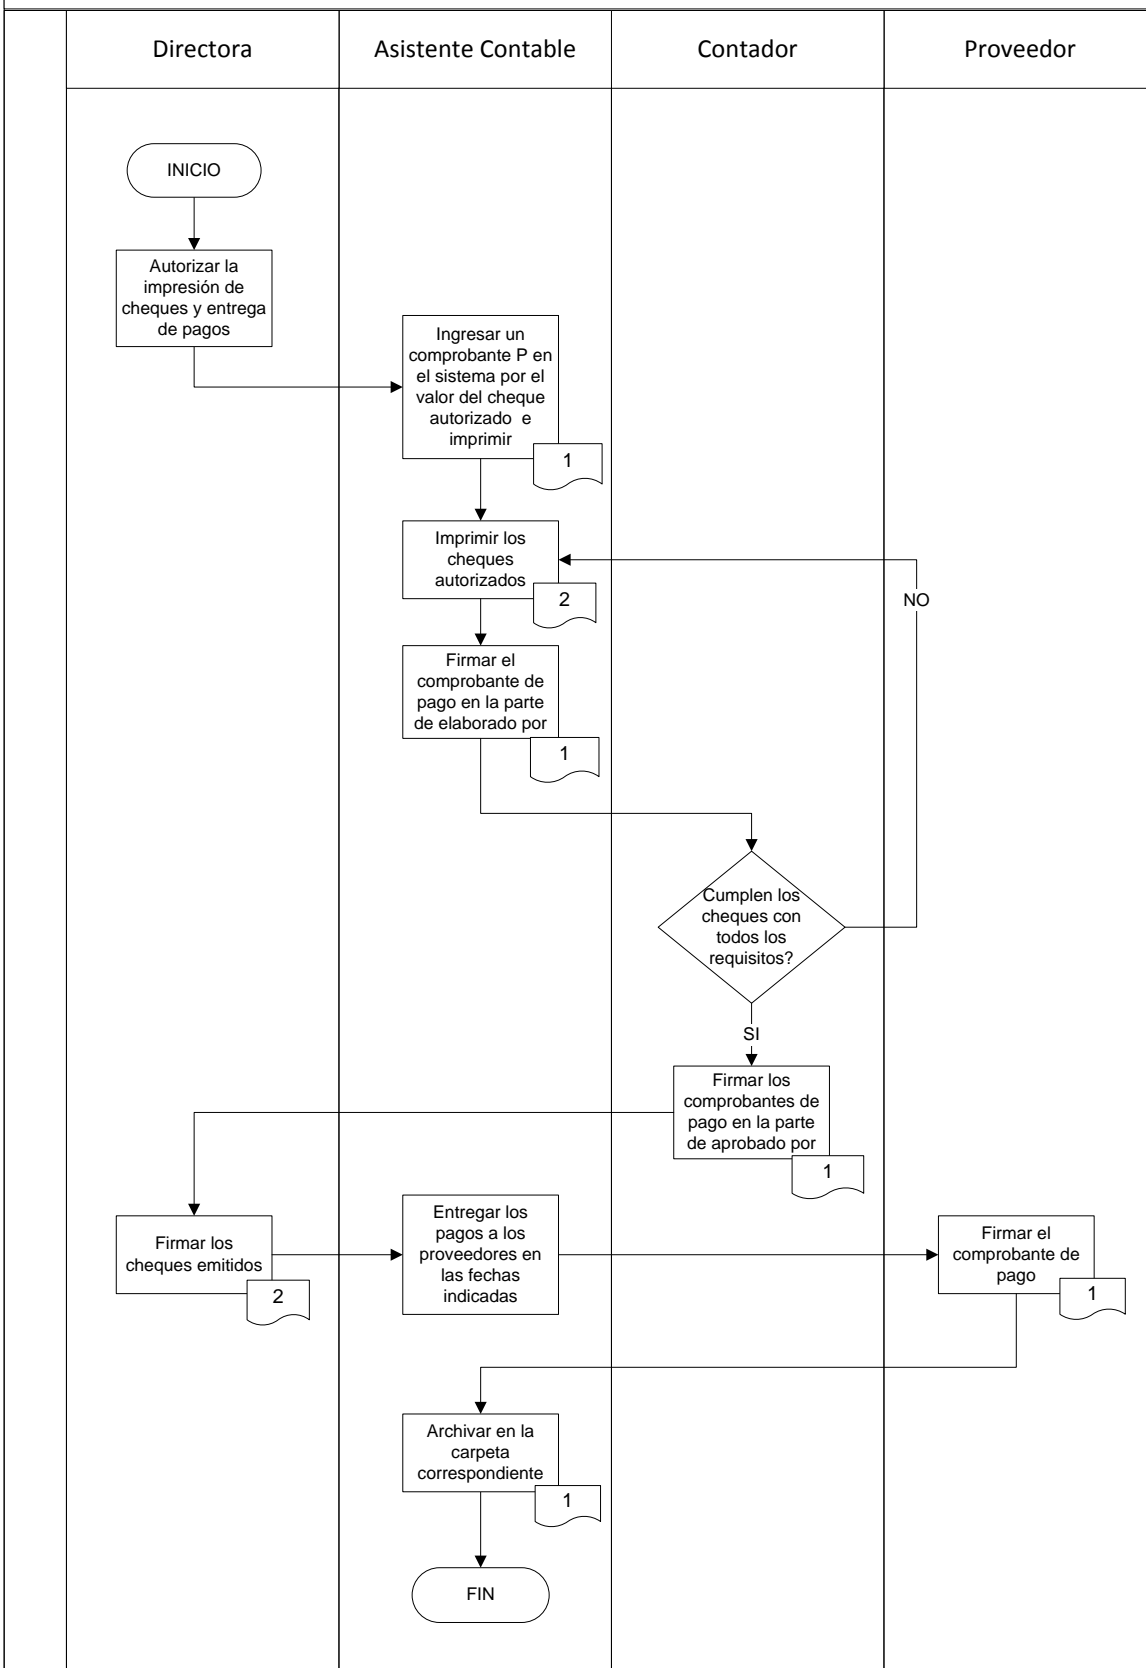 Directora
Asistente Contable
Contador
Proveedor
INICIO
Autorizar la
impresión de
cheques y entrega
de pagos
Ingresar un
comprobante P en
el sistema por el
valor del cheque
autorizado e
imprimir
1
Imprimir los
cheques
autorizados
2
NO
Firmar el
comprobante de
pago en la parte
de elaborado por
1
Cumplen los
cheques con
todos los
requisitos?
SI
Firmar los
comprobantes de
pago en la parte
de aprobado por
1
Firmar los
cheques emitidos
2
Entregar los
pagos a los
proveedores en
las fechas
indicadas
Firmar el
comprobante de
pago
1
Archivar en la
carpeta
correspondiente
1
FIN